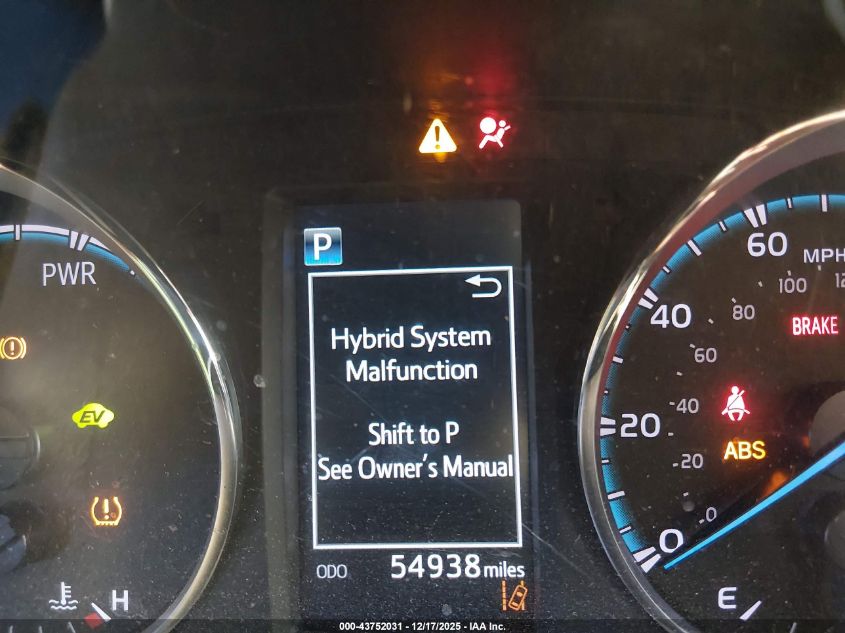 P
PWR
Hybrid System
Malfunction
Shift to P
See Owner's Manual
ODO 54938 miles
EV
H
60
MPH
100
80
40
60
BRAKE
40
20
ABS
20
0
0
E
000-43752031 - 12/17/2025 - IAA Inc.